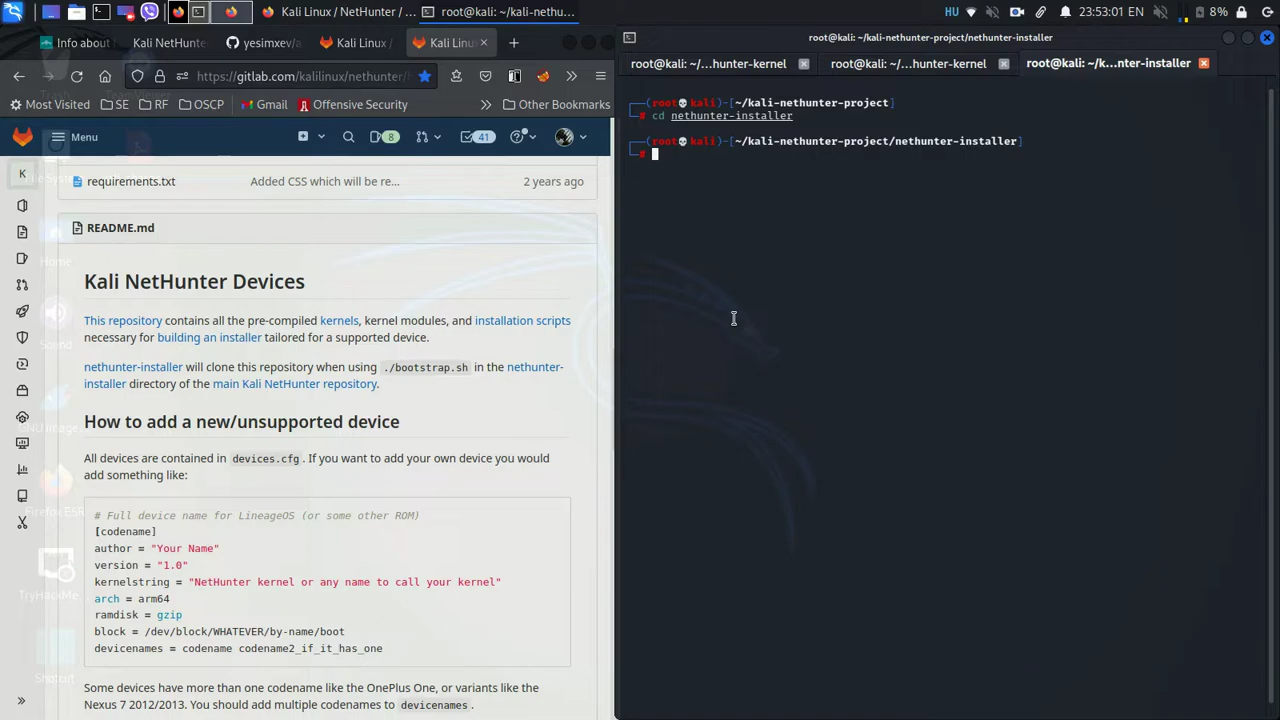 Kali Linux / NetHunter / ...
root@kali: ~/kali-nethu...
HU
23:53:01 EN
8%
Info about
Kali NetHunte
yesimxev/a
Kali Linux /
Kali Linu
root@kali: ~/kali-nethunter-project/nethunter-installer
https://gitlab.com/kalilinux/nethunter/
root@kali: ~/...hunter-kernel
root@kali: ~/...hunter-kernel
root@kali: ~/k...nter-installer
Most Visited
SE
RF
OSCP
Gmail
Offensive Security
Other Bookmarks
Menu
8
41
K
requirements.txt
Added CSS which will be re...
2 years ago
README.md
Kali NetHunter Devices
This repository contains all the pre-compiled kernels, kernel modules, and installation scripts
necessary for building an installer tailored for a supported device.
nethunter-installer will clone this repository when using ./bootstrap.sh in the nethunter-
installer directory of the main Kali NetHunter repository.
How to add a new/unsupported device
All devices are contained in devices.cfg. If you want to add your own device you would
add something like:
# Full device name for LineageOS (or some other ROM)
[codename]
author = "Your Name"
version = "1.0"
kernelstring = "NetHunter kernel or any name to call your kernel"
arch = arm64
ramdisk = gzip
block = /dev/block/WHATEVER/by-name/boot
devicenames = codename codename2_if_it_has_one
Some devices have more than one codename like the OnePlus One, or variants like the
Nexus 7 2012/2013. You should add multiple codenames to devicenames.
Home
Sound
Firefox ESR
TryHackMe
Shotcut
(root💀kali)-[~/kali-nethunter-project]
# cd nethunter-installer
(root💀kali)-[~/kali-nethunter-project/nethunter-installer]
#